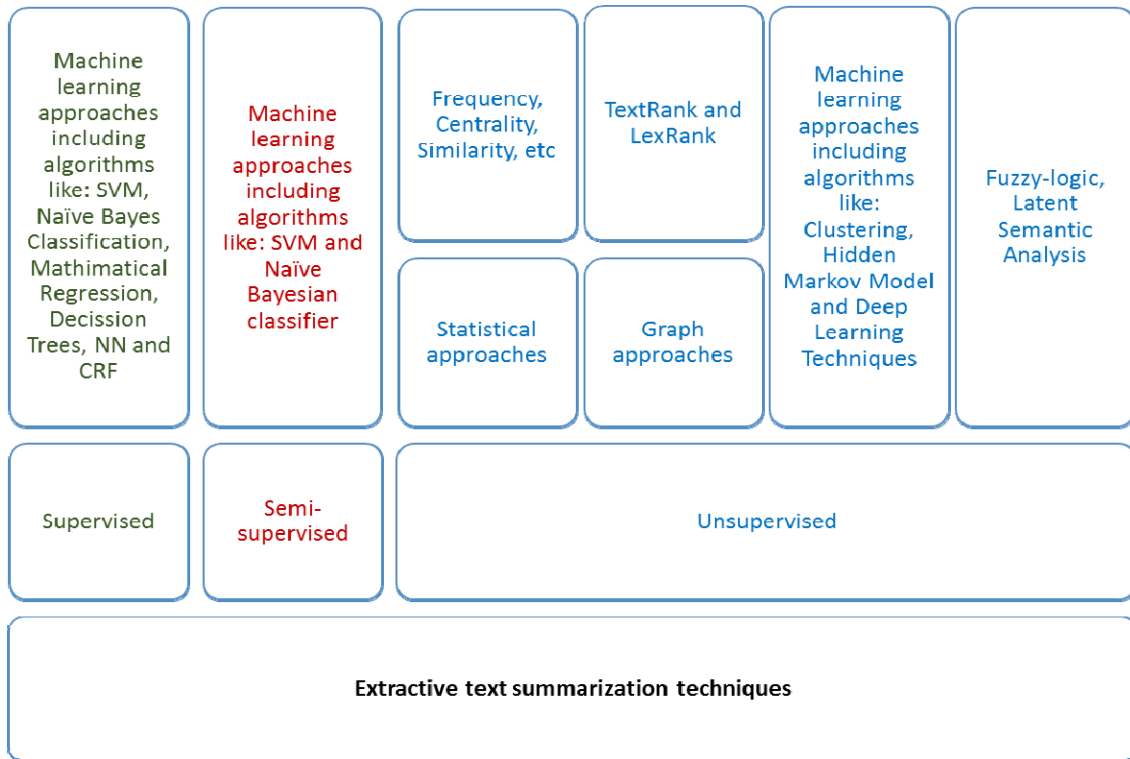 Machine
learning
approaches
including
algorithms
like: SVM,
Naïve Bayes
Classification,
Mathimatical
Regression,
Decission
Trees, NN and
CRF
Machine
learning
approaches
including
algorithms
like: SVM and
Naïve
Bayesian
classifier
Frequency,
Centrality,
Similarity, etc
TextRank and
LexRank
Machine
learning
approaches
including
algorithms
like:
Clustering,
Hidden
Markov Model
and Deep
Learning
Techniques
Fuzzy-logic,
Latent
Semantic
Analysis
Statistical
approaches
Graph
approaches
Supervised
Semi-
supervised
Unsupervised
Extractive text summarization techniques